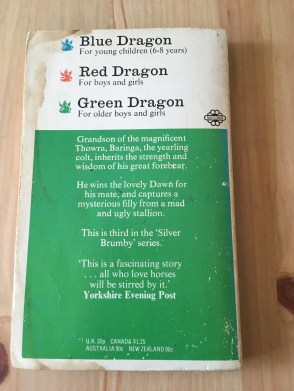 Blue Dragon
For young children (6-8 years)
Red Dragon
For boys and girls
Green Dragon
For older boys and girls
Grandson of the magnificent
Thowra, Baringa, the yearling
colt, inherits the strength and
wisdom of his great forebear.
He wins the lovely Dawn for
his mate, and captures a
mysterious filly from a mad
and ugly stallion.
This is third in the 'Silver
Brumby' series.
'This is a fascinating story
. . . all who love horses
will be stirred by it.'
Yorkshire Evening Post
U.K. 20p CANADA $1.25
AUSTRALIA 90c NEW ZEALAND 90c